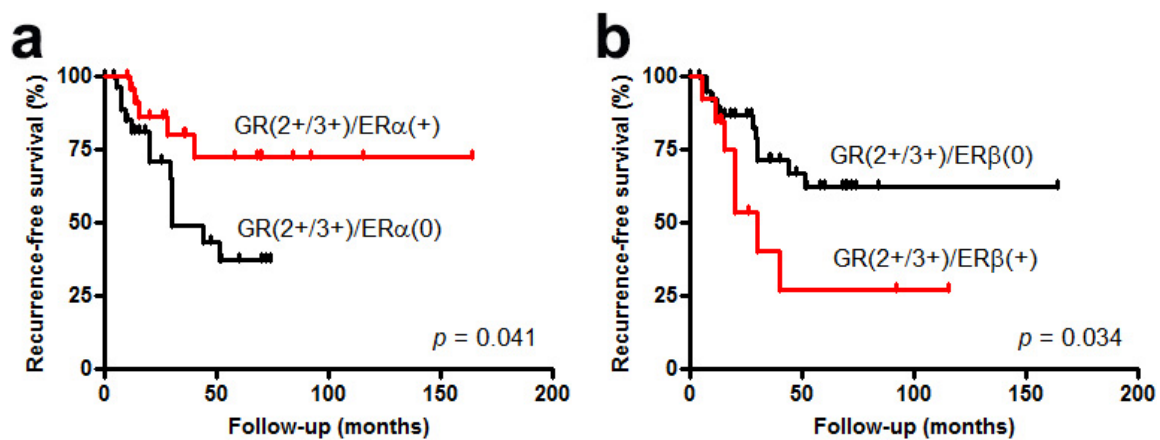 a
Recurrence-free survival (%)
100
75
50
25
0
GR(2+/3+)/ERα(+)
GR(2+/3+)/ERα(0)
p = 0.041
0 50 100 150 200
Follow-up (months)
b
Recurrence-free survival (%)
100
75
50
25
0
GR(2+/3+)/ERβ(0)
GR(2+/3+)/ERβ(+)
p = 0.034
0 50 100 150 200
Follow-up (months)